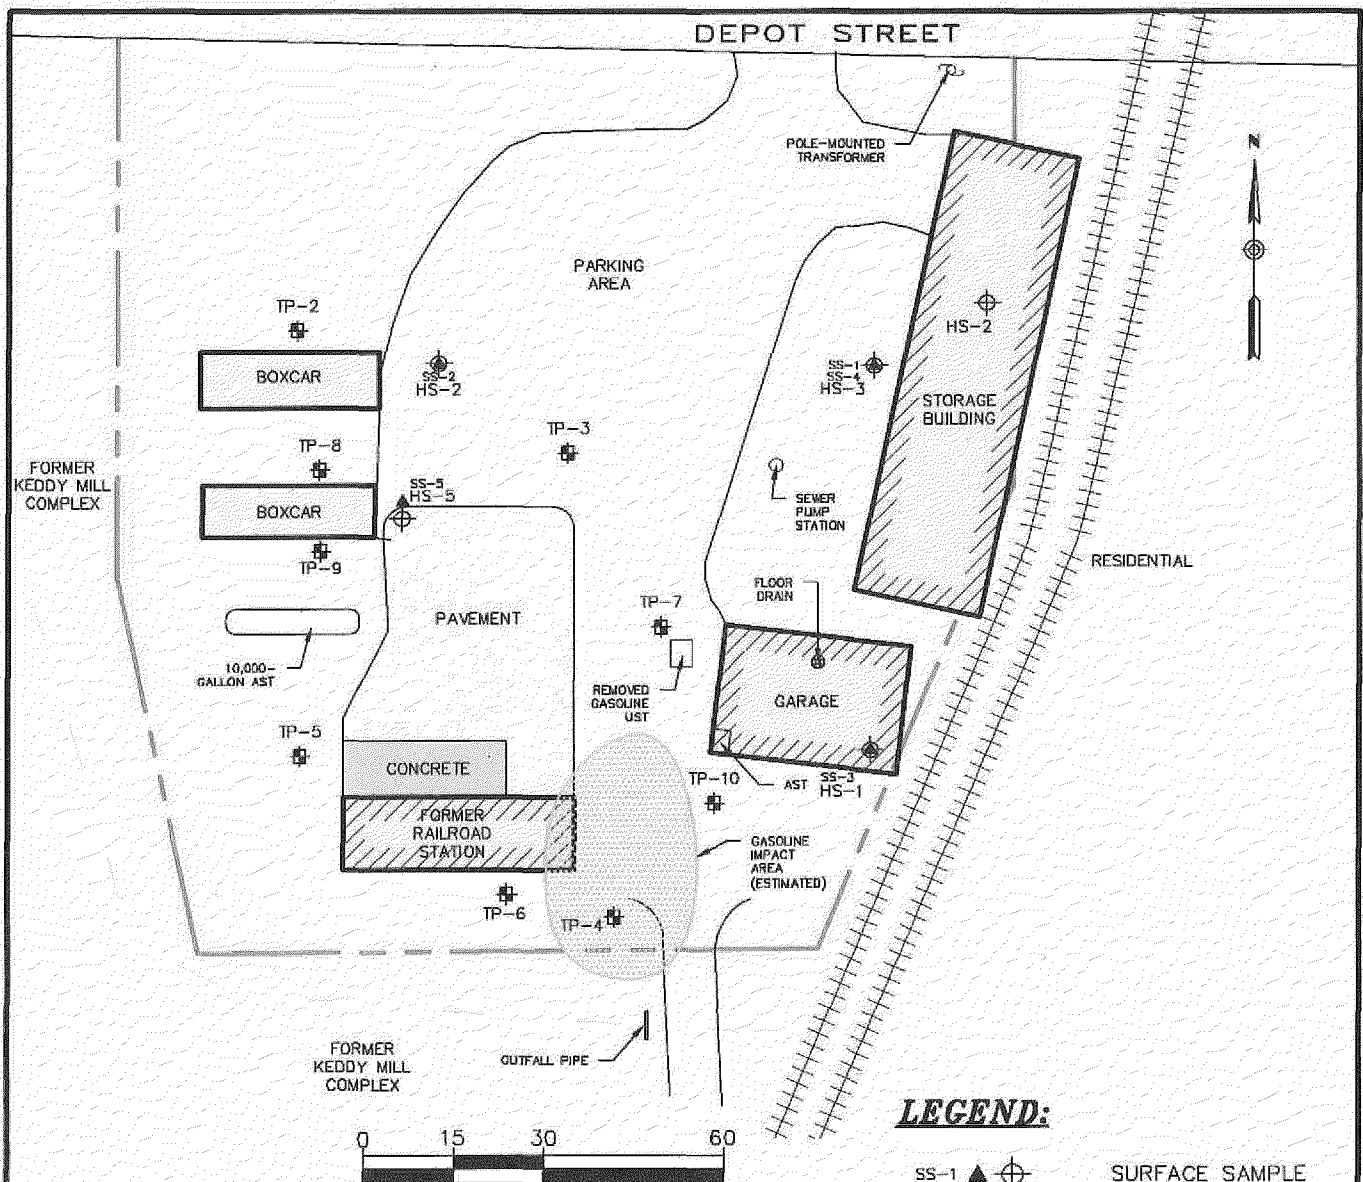 DEPOT STREET
POLE-MOUNTED
TRANSFORMER
N
PARKING
AREA
TP-2
HS-2
BOXCAR
SS-2
HS-2
SS-1
SS-4
HS-3
STORAGE
BUILDING
TP-3
TP-8
FORMER
KEDDY MILL
COMPLEX
SS-5
HS-5
SEWER
PUMP
STATION
BOXCAR
TP-9
RESIDENTIAL
FLOOR
DRAIN
TP-7
PAVEMENT
10,000-
GALLON AST
REMOVED
GASOLINE
UST
GARAGE
TP-5
CONCRETE
TP-10
AST
SS-3
HS-1
FORMER
RAILROAD
STATION
GASOLINE
IMPACT
AREA
(ESTIMATED)
TP-6
TP-4
OUTFALL PIPE
FORMER
KEDDY MILL
COMPLEX
LEGEND:
0 15 30 60
SS-1 SURFACE SAMPLE